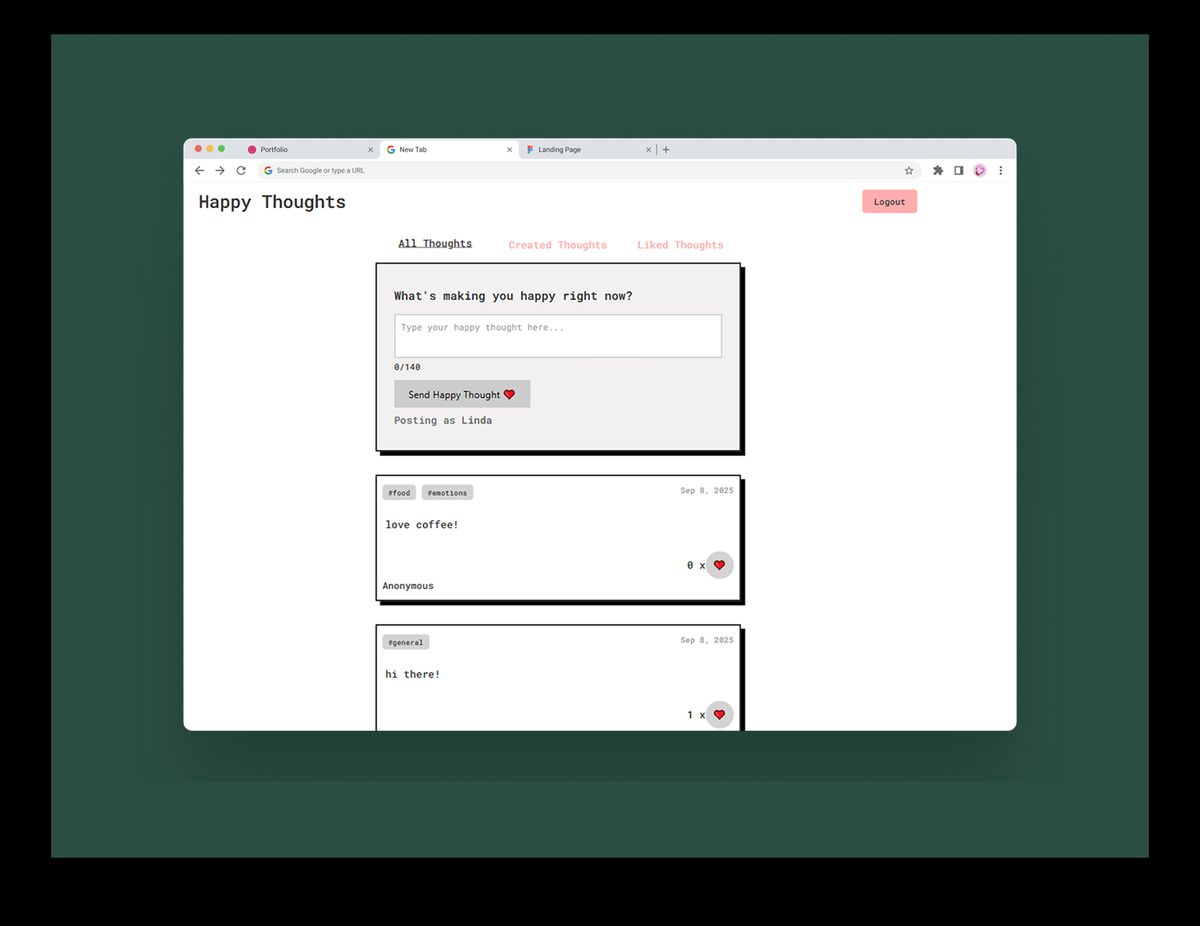 Portfolio
New Tab
Landing Page
Search Google or type a URL
Happy Thoughts
Logout
All Thoughts
Created Thoughts
Liked Thoughts
What's making you happy right now?
Type your happy thought here...
0/140
Send Happy Thought ❤️
Posting as Linda
#food #emotions
Sep 8, 2025
love coffee!
0 x ❤️
Anonymous
#general
Sep 8, 2025
hi there!
1 x ❤️